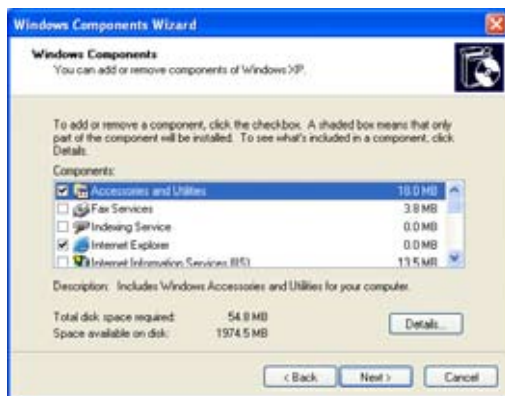 Windows Components Wizard
Windows Components
You can add or remove components of Windows XP.
To add or remove a component, click the checkbox. A shaded box means that only
part of the component will be installed. To see what's included in a component, click
Details.
Components:
Accessories and Utilities 18.0 MB
Fax Services 3.8 MB
Indexing Service 0.0 MB
Internet Explorer 0.0 MB
Internet Information Services (IIS) 13.5 MB
Description: Includes Windows Accessories and Utilities for your computer.
Total disk space required: 54.8 MB
Space available on disk: 1974.5 MB
Details...
< Back Next > Cancel